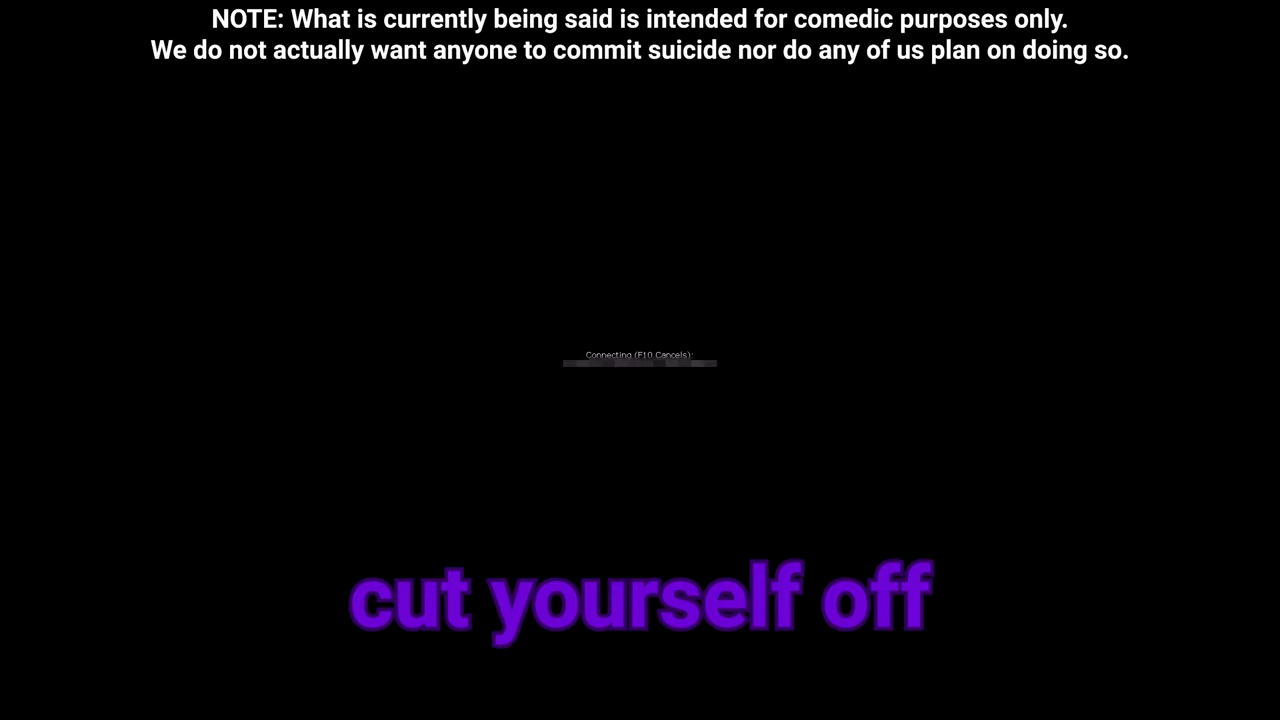 NOTE: What is currently being said is intended for comedic purposes only.
We do not actually want anyone to commit suicide nor do any of us plan on doing so.
Connecting (F10 Cancels):
cut yourself off